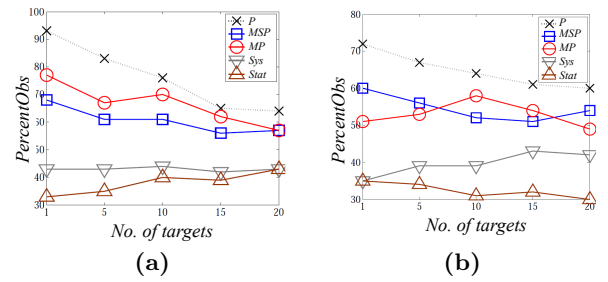 P
MSP
MP
Sys
Stat
PercentObs
100
90
80
70
60
50
40
30
1
5
10
15
20
No. of targets
(a)
P
MSP
MP
Sys
Stat
PercentObs
80
70
60
50
40
30
1
5
10
15
20
No. of targets
(b)